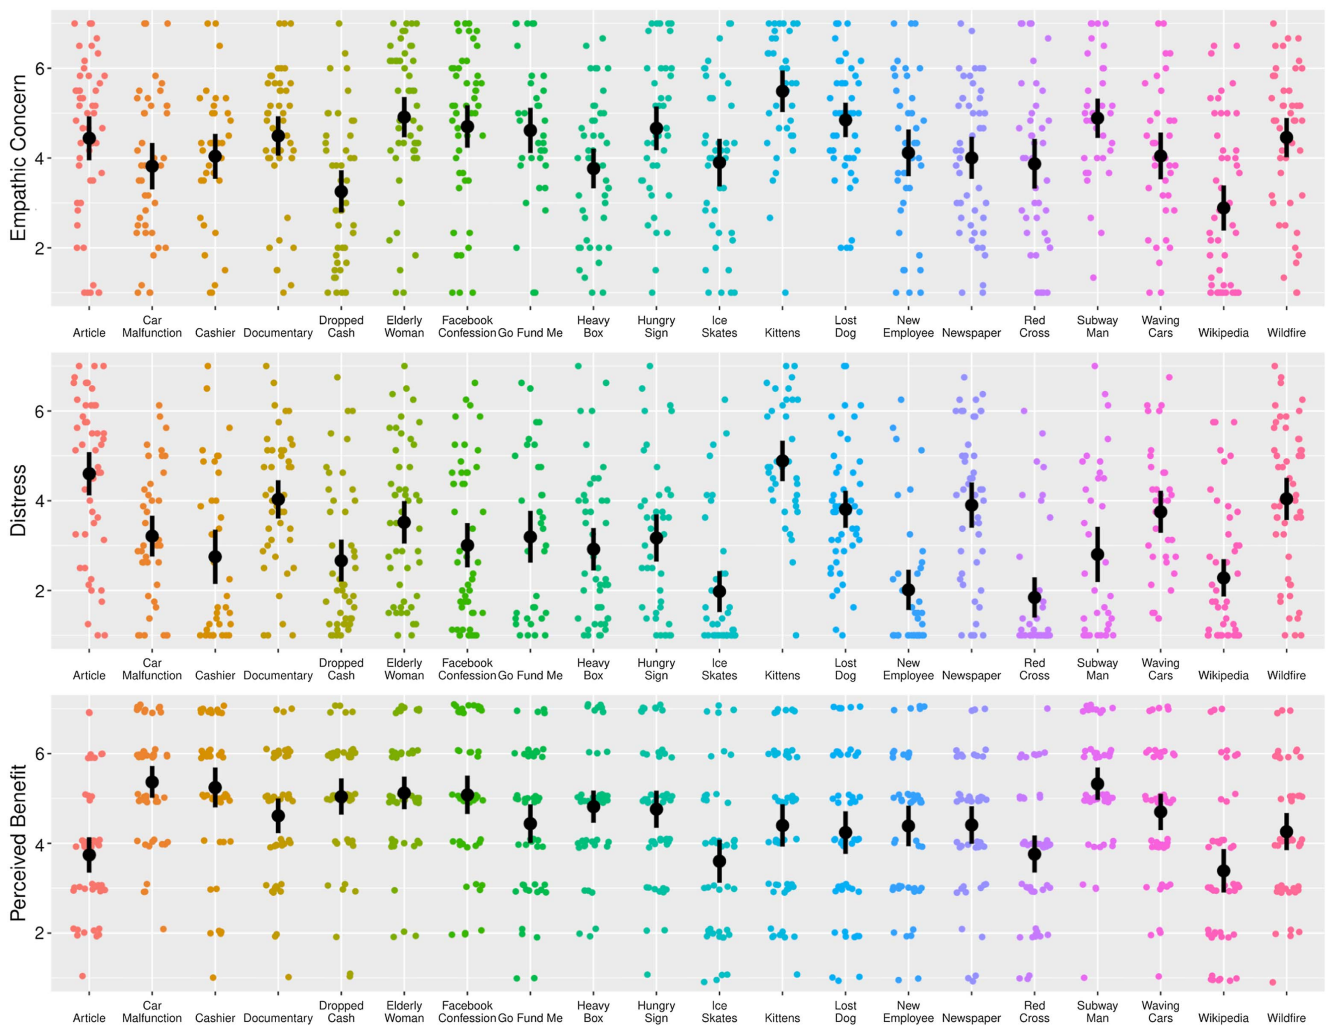 Empathic Concern
6
4
2
Article
Car
Malfunction
Cashier
Documentary
Dropped
Cash
Elderly
Woman
Facebook
Confession
Go Fund Me
Heavy
Box
Hungry
Sign
Ice
Skates
Kittens
Lost
Dog
New
Employee
Newspaper
Red
Cross
Subway
Man
Waving
Cars
Wikipedia
Wildfire
Distress
6
4
2
Article
Car
Malfunction
Cashier
Documentary
Dropped
Cash
Elderly
Woman
Facebook
Confession
Go Fund Me
Heavy
Box
Hungry
Sign
Ice
Skates
Kittens
Lost
Dog
New
Employee
Newspaper
Red
Cross
Subway
Man
Waving
Cars
Wikipedia
Wildfire
Perceived Benefit
6
4
2
Article
Car
Malfunction
Cashier
Documentary
Dropped
Cash
Elderly
Woman
Facebook
Confession
Go Fund Me
Heavy
Box
Hungry
Sign
Ice
Skates
Kittens
Lost
Dog
New
Employee
Newspaper
Red
Cross
Subway
Man
Waving
Cars
Wikipedia
Wildfire